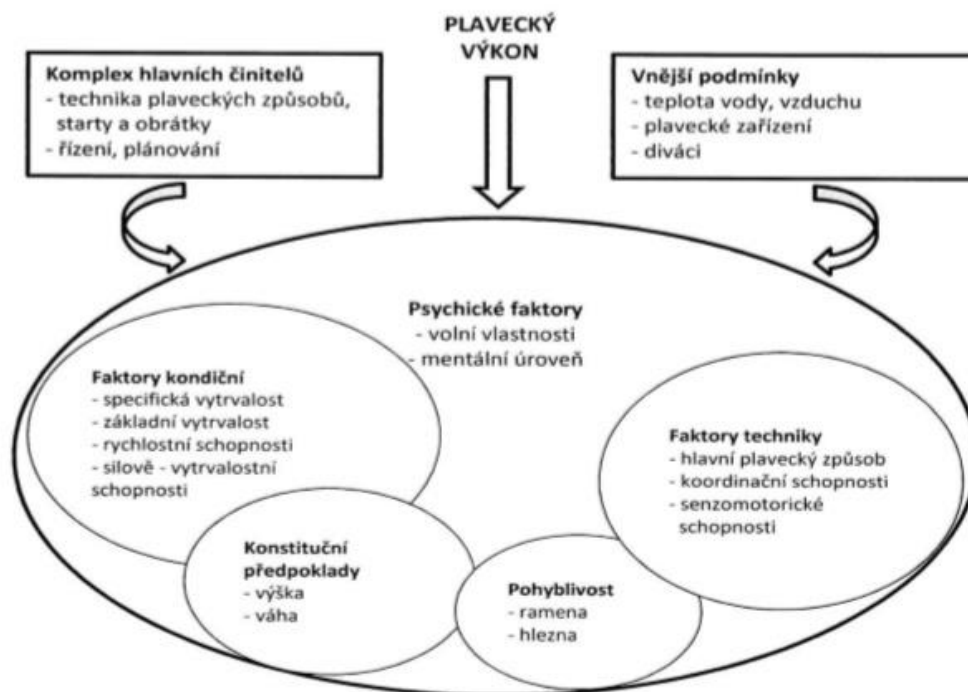 PLAVECKÝ
VÝKON
Komplex hlavních činitelů
- technika plaveckých způsobů,
starty a obrátky
- řízení, plánování
Vnější podmínky
- teplota vody, vzduchu
- plavecké zařízení
- diváci
Psychické faktory
- volní vlastnosti
- mentální úroveň
Faktory kondiční
- specifická vytrvalost
- základní vytrvalost
- rychlostní schopnosti
- silově - vytrvalostní
schopnosti
Faktory techniky
- hlavní plavecký způsob
- koordinační schopnosti
- senzomotorické
schopnosti
Konstituční
předpoklady
- výška
- váha
Pohyblivost
- ramena
- hlezna